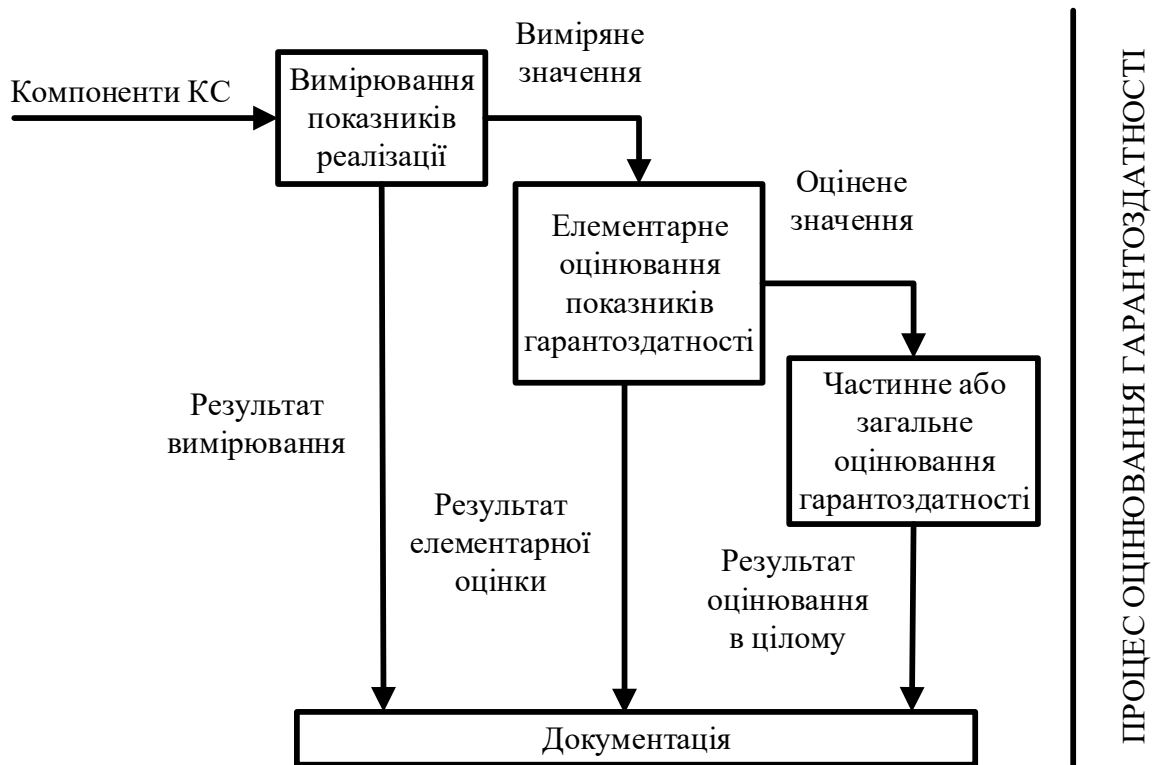 Компоненти КС
Вимірювання
показників
реалізації
Виміряне
значення
Елементарне
оцінювання
показників
гарантоздатності
Оцінене
значення
Частинне або
загальне
оцінювання
гарантоздатності
Результат
вимірювання
Результат
елементарної
оцінки
Результат
оцінювання
в цілому
Документація
ПРОЦЕС ОЦІНЮВАННЯ ГАРАНТОЗДАТНОСТІ